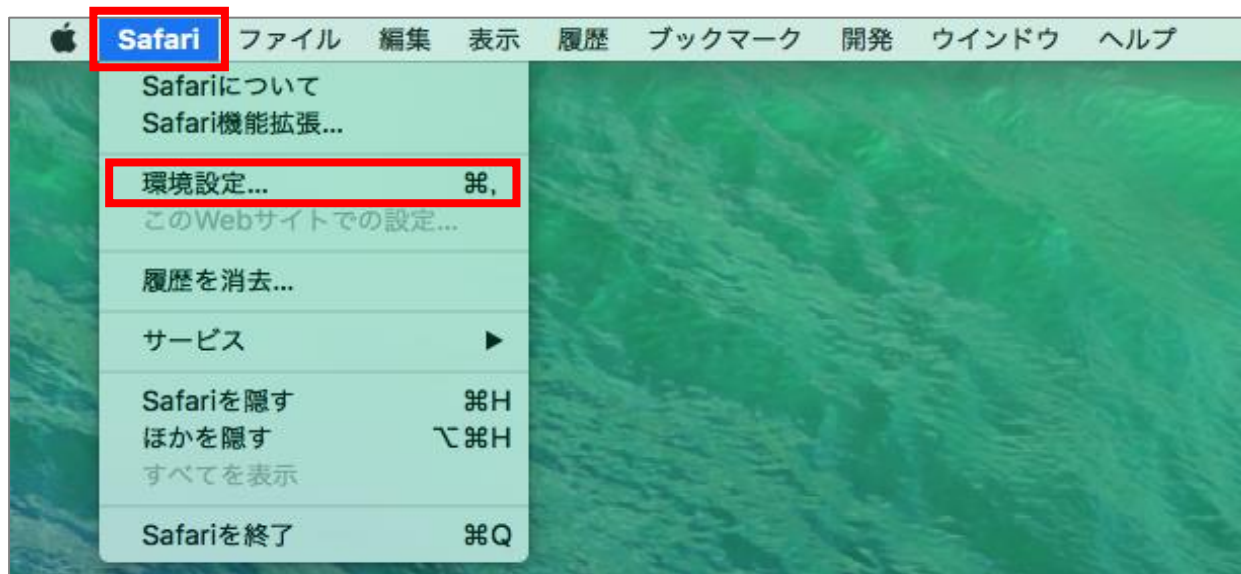 Safari ファイル 編集 表示 履歴 ブックマーク 開発 ウインドウ ヘルプ
Safariについて
Safari機能拡張...
環境設定... ⌘,
このWebサイトでの設定...
履歴を消去...
サービス ▶
Safariを隠す ⌘H
ほかを隠す ⌥⌘H
すべてを表示
Safariを終了 ⌘Q